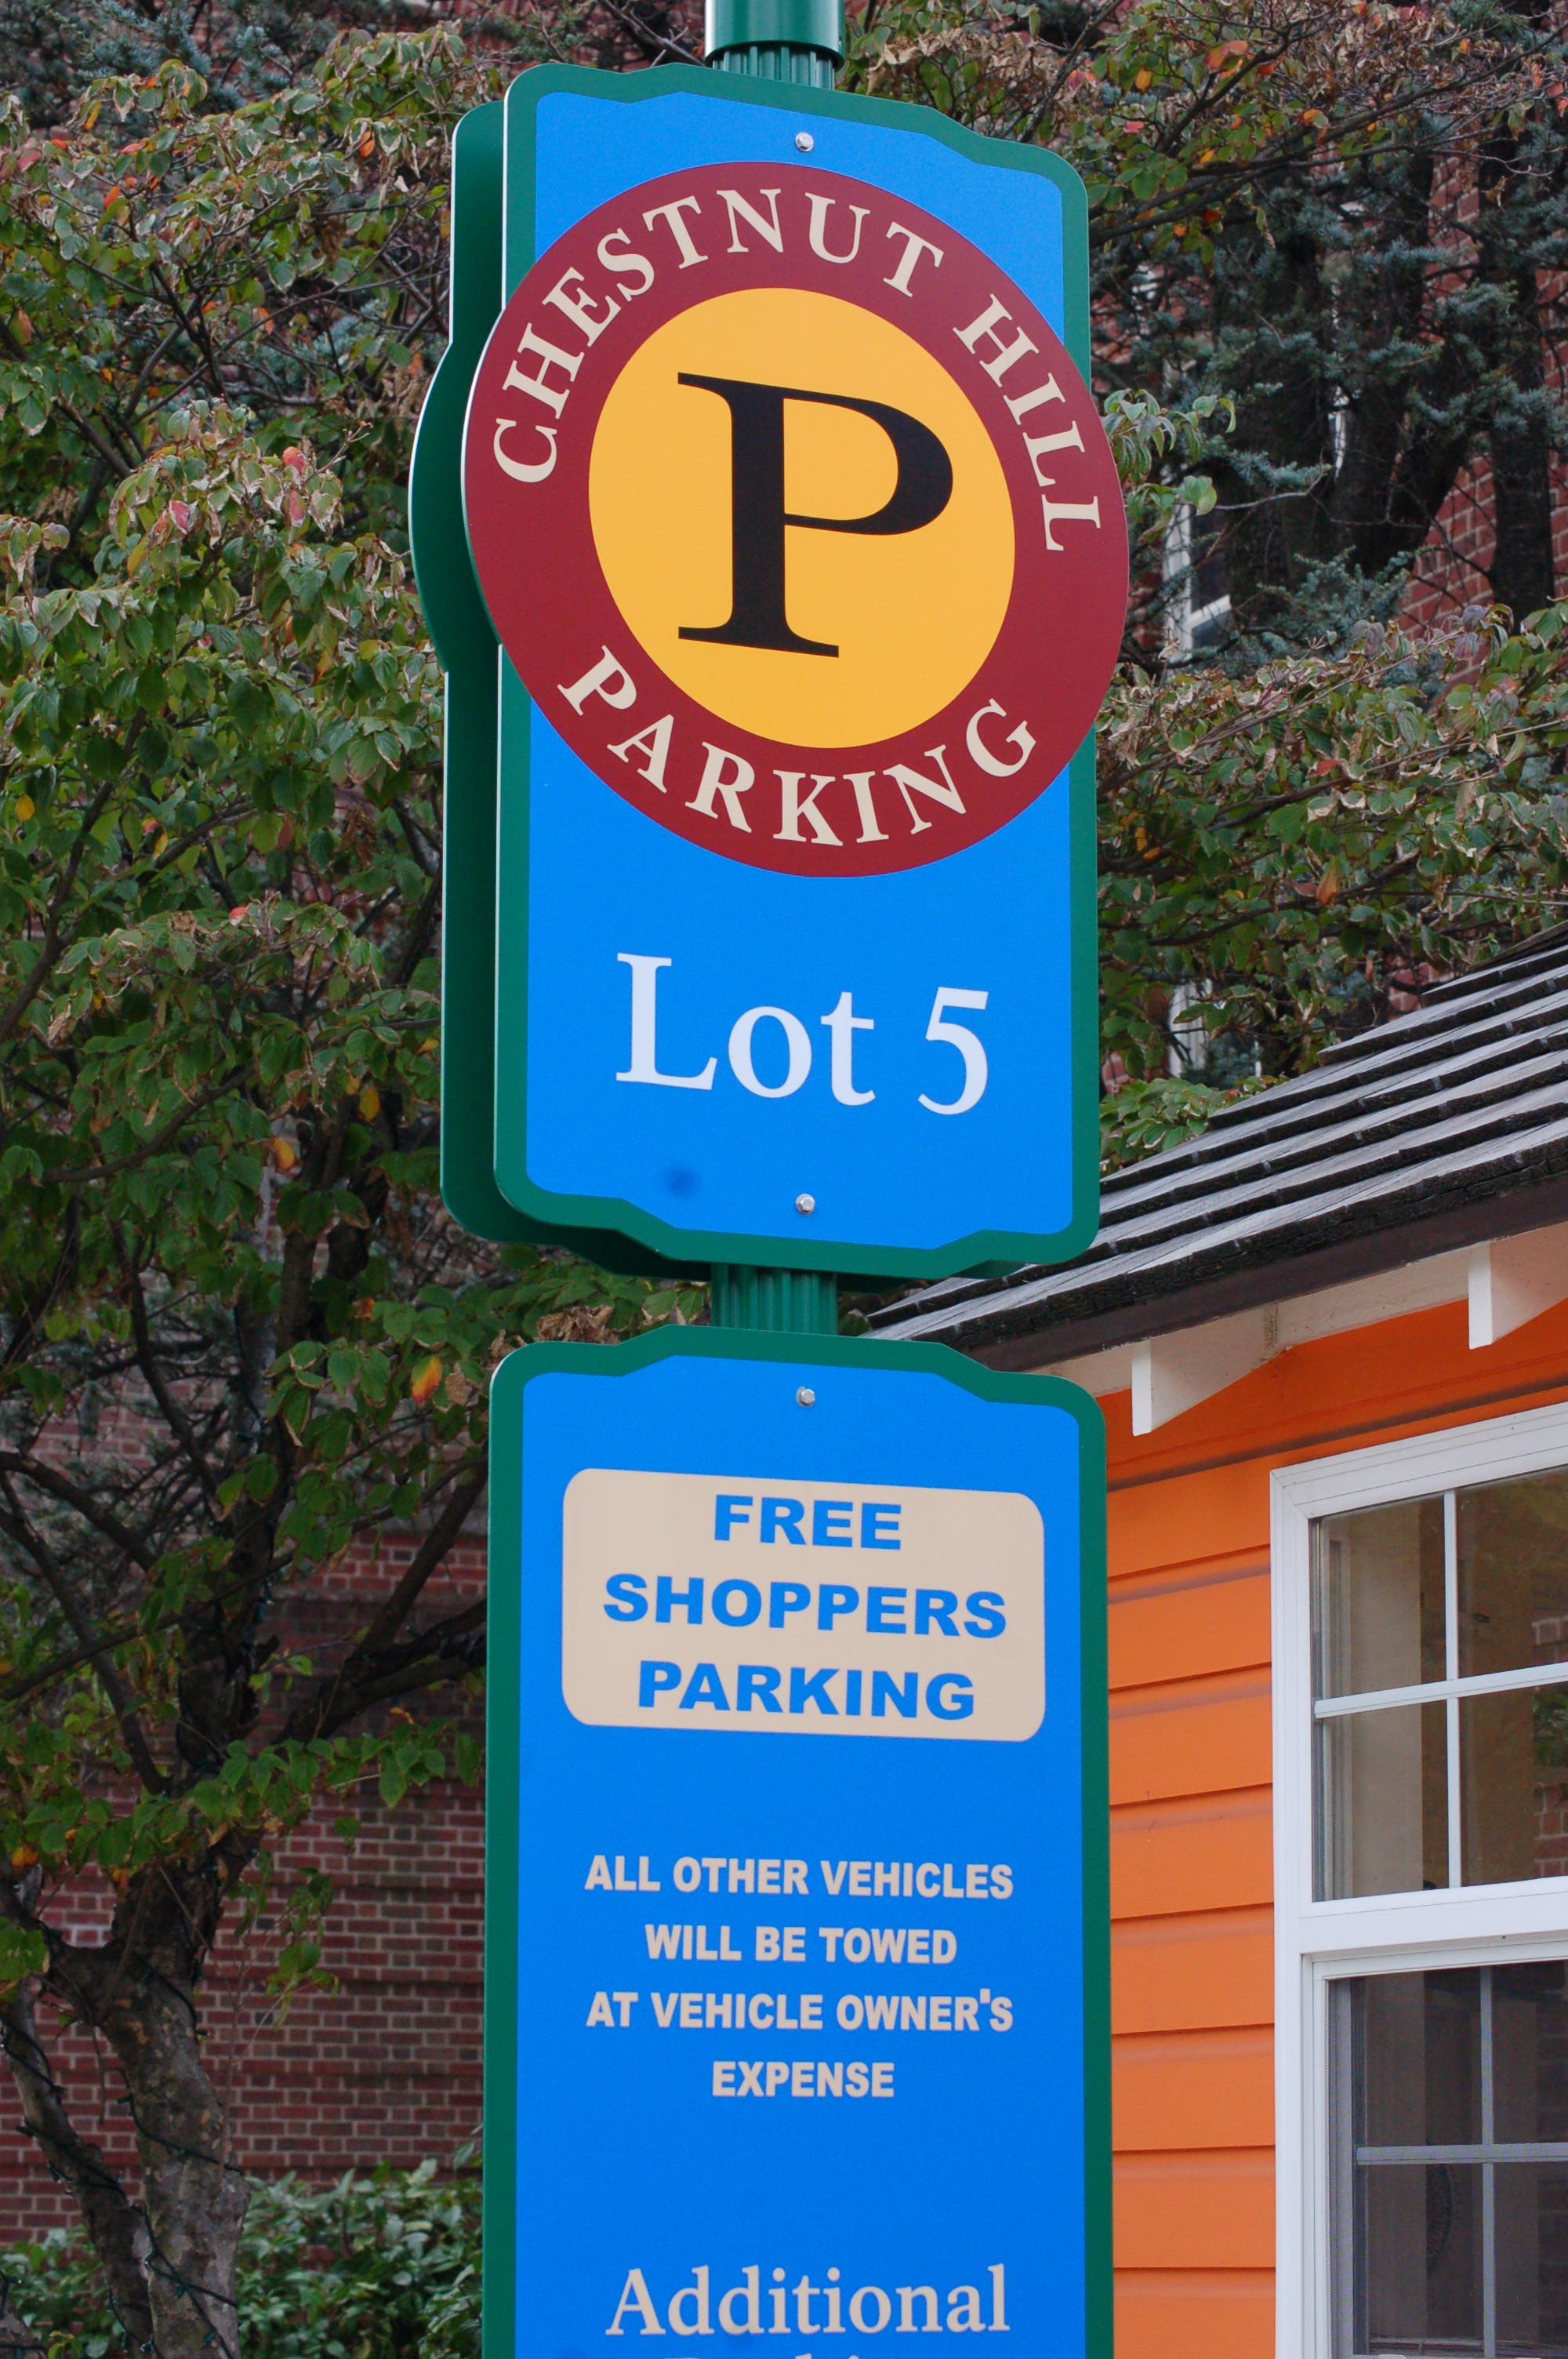 CHESTNUT HILL
P
PARKING
Lot 5
FREE
SHOPPERS
PARKING
ALL OTHER VEHICLES
WILL BE TOWED
AT VEHICLE OWNER'S
EXPENSE
Additional